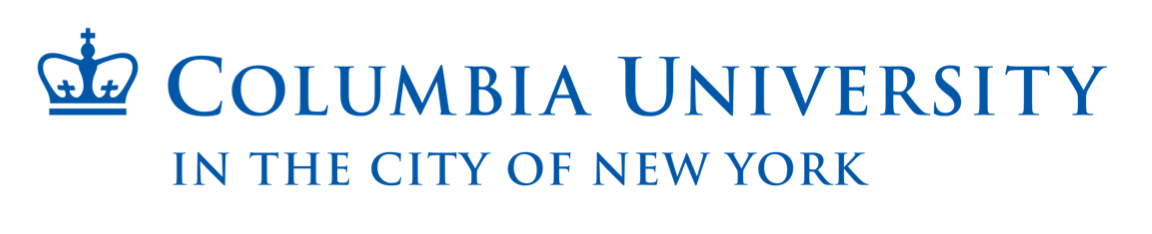 COLUMBIA UNIVERSITY
IN THE CITY OF NEW YORK